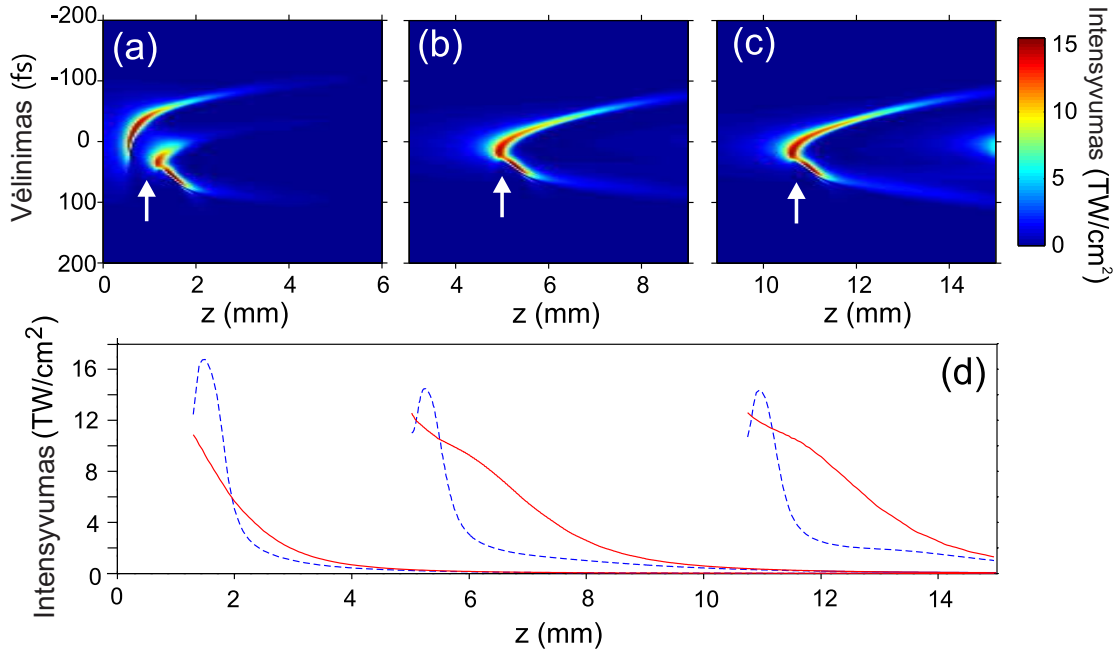 (a) (b) (c)
Vėlinimas (fs)
-200
-100
0
100
200
0 2 4 6
4 6 8
10 12 14
z (mm) z (mm) z (mm)
15
10
5
0
Intensyvumas (TW/cm²)
(d)
Intensyvumas (TW/cm²)
16
12
8
4
0
0 2 4 6 8 10 12 14
z (mm)